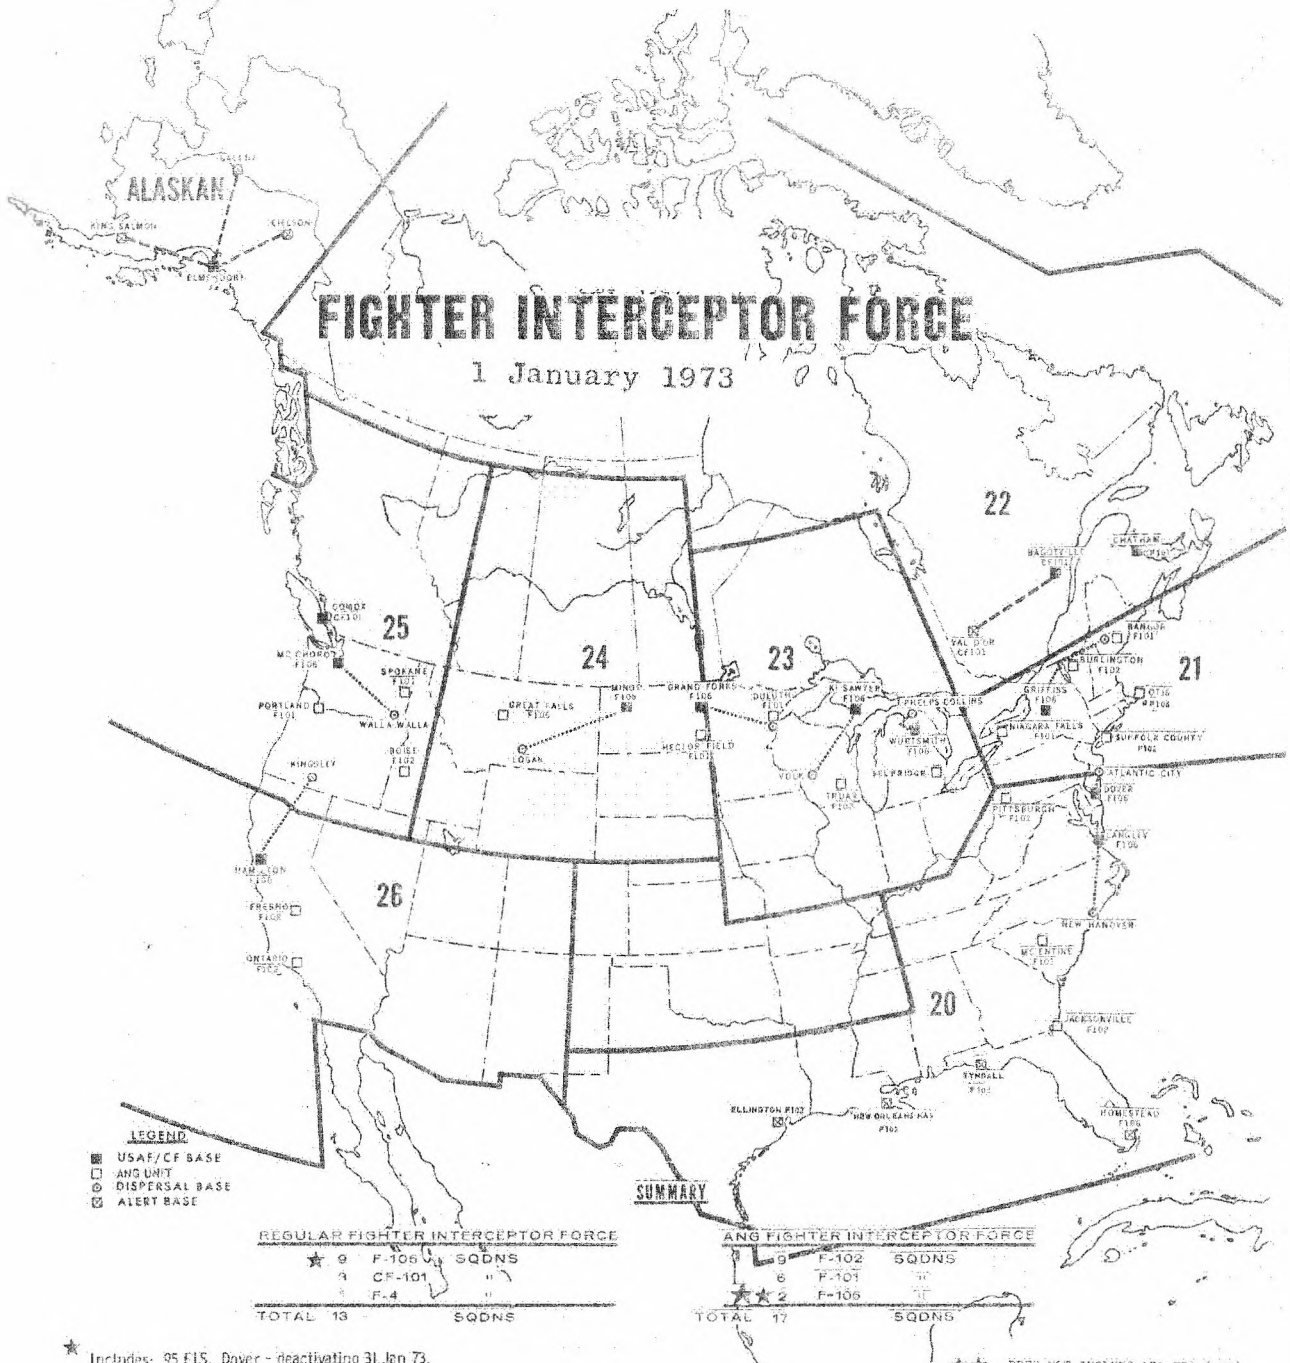 GALENA
ALASKAN
KING SALMON
EIELSON
ELMENDORF
FIGHTER INTERCEPTOR FORCE
1 January 1973
22
CHATHAM
CF101
BAGOTVILLE
CF101
VAL D'OR
CF101
COMOX
CF101
25
MC CHORD
F106
SPOKANE
F101
PORTLAND
F101
WALLA WALLA
BOISE
F102
KINGSLEY
24
MINOT
F106
GREAT FALLS
F106
LOGAN
GRAND FORKS
F106
HECTOR FIELD
F101
23
DULUTH
F101
KI SAWYER
F106
PHELPS COLLINS
WURTSMITH
F106
VOLK
TRUAX
F102
SELFRIDGE
BANGOR
F101
BURLINGTON
F102
21
GRIFFISS
F106
OTIS
F106
NIAGARA FALLS
F101
SUFFOLK COUNTY
F102
ATLANTIC CITY
DOVER
F106
PITTSBURGH
F102
LANGLEY
F106
HAMILTON
F106
26
FRESNO
F102
ONTARIO
F102
NEW HANOVER
MC ENTIRE
F102
20
JACKSONVILLE
F102
TYNDALL
ELLINGTON F102
NEW ORLEANS NAS
F102
HOMESTEAD
F106
LEGEND
USAF/CF BASE
ANG UNIT
DISPERSAL BASE
ALERT BASE
SUMMARY
REGULAR FIGHTER INTERCEPTOR FORCE
★ 9 F-106 SQDNS
3 CF-101 "
1 F-4 "
TOTAL 13 SQDNS
ANG FIGHTER INTERCEPTOR FORCE
9 F-102 SQDNS
6 F-101 "
★★ 2 F-106 "
TOTAL 17 SQDNS
★ Includes: 95 FIS, Dover - deactivating 31 Jan 73.